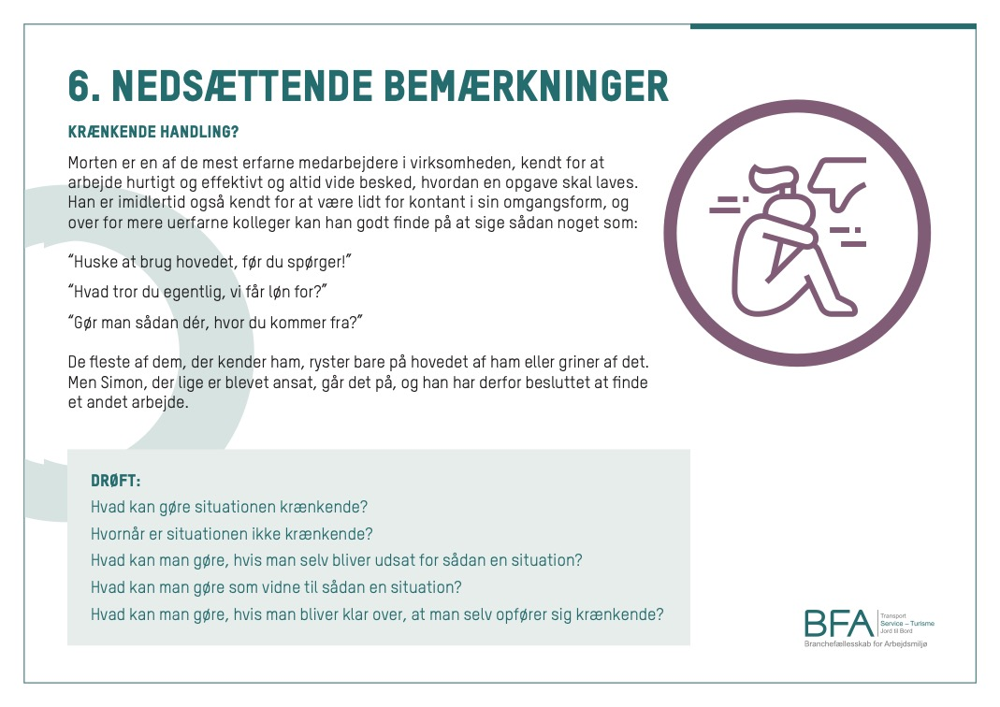 6. NEDSÆTTENDE BEMÆRKNINGER
KRÆNKENDE HANDLING?
Morten er en af de mest erfarne medarbejdere i virksomheden, kendt for at
arbejde hurtigt og effektivt og altid vide besked, hvordan en opgave skal laves.
Han er imidlertid også kendt for at være lidt for kontant i sin omgangsform, og
over for mere uerfarne kolleger kan han godt finde på at sige sådan noget som:
“Huske at brug hovedet, før du spørger!”
“Hvad tror du egentlig, vi får løn for?”
“Gør man sådan dér, hvor du kommer fra?”
De fleste af dem, der kender ham, ryster bare på hovedet af ham eller griner af det.
Men Simon, der lige er blevet ansat, går det på, og han har derfor besluttet at finde
et andet arbejde.
DRØFT:
Hvad kan gøre situationen krænkende?
Hvornår er situationen ikke krænkende?
Hvad kan man gøre, hvis man selv bliver udsat for sådan en situation?
Hvad kan man gøre som vidne til sådan en situation?
Hvad kan man gøre, hvis man bliver klar over, at man selv opfører sig krænkende?
BFA
Transport
Service – Turisme
Jord til Bord
Branchefællesskab for Arbejdsmiljø